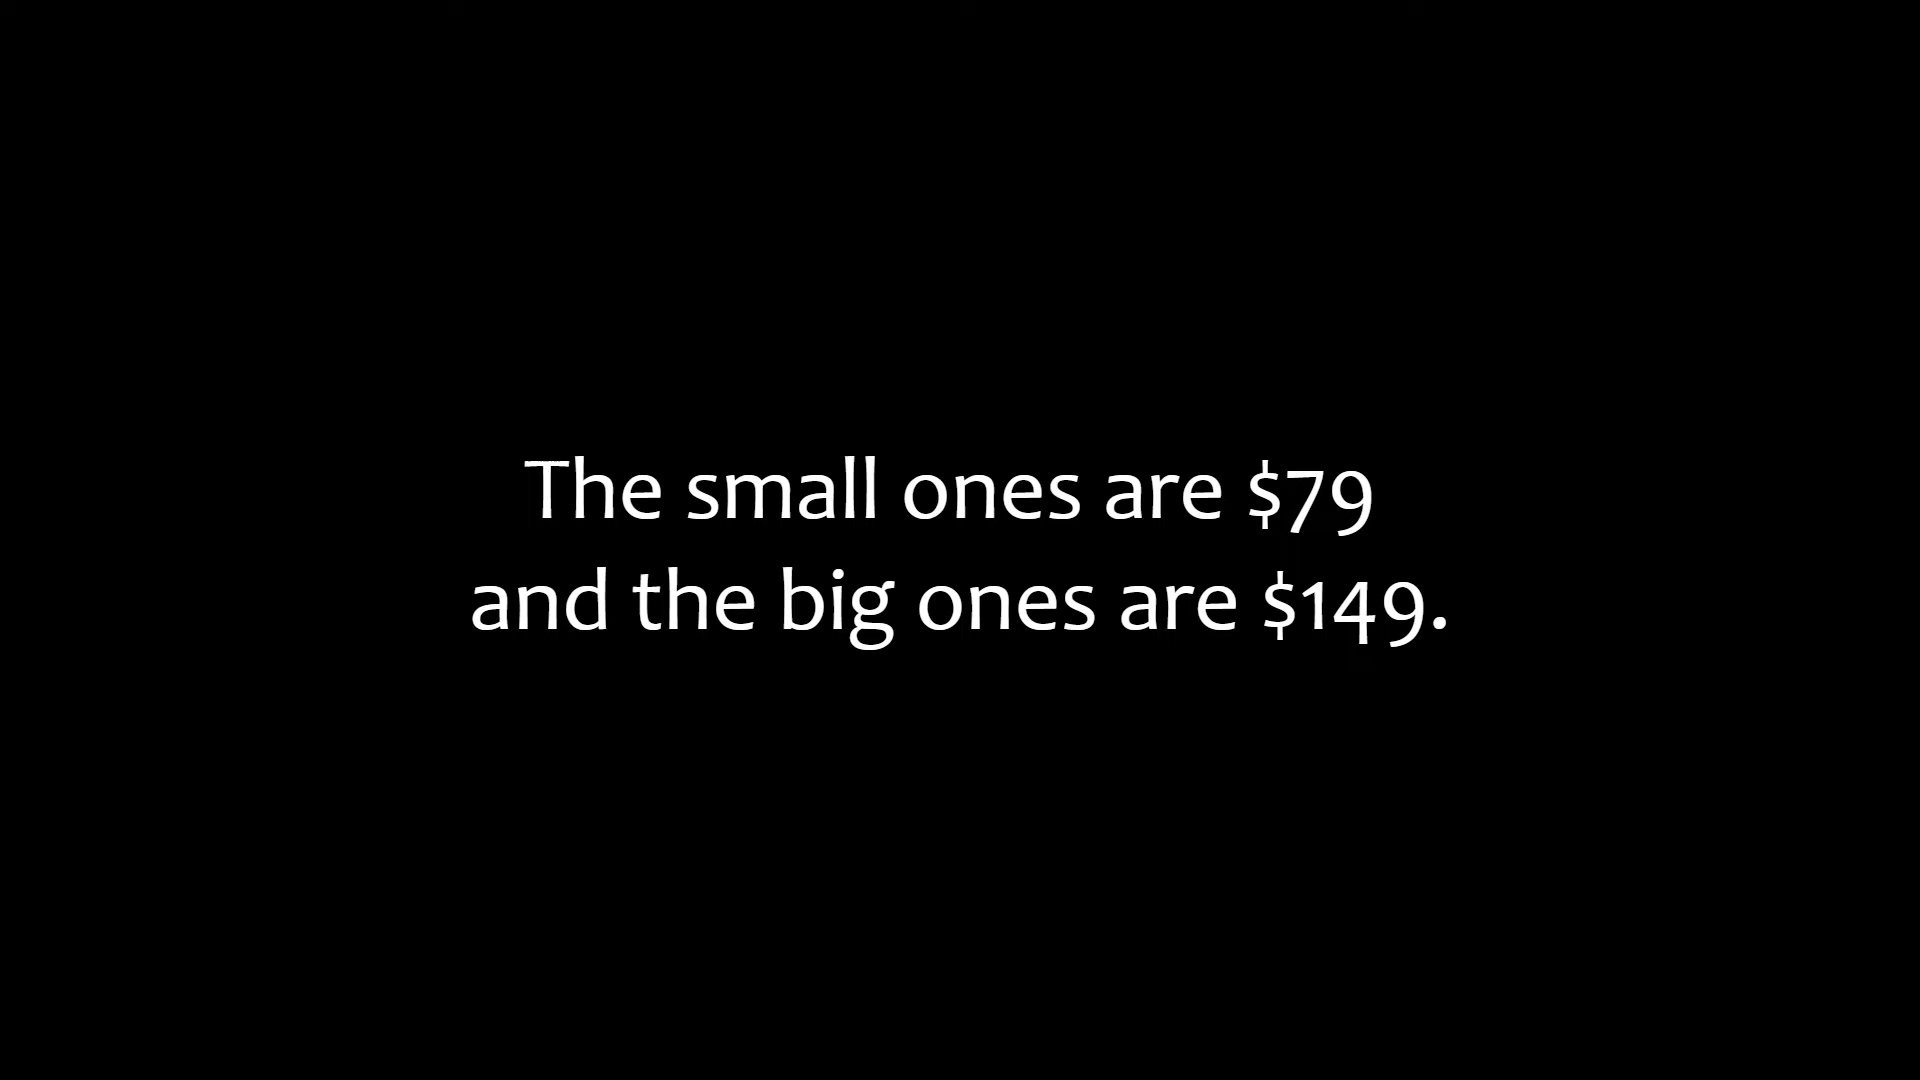 The small ones are $79
and the big ones are $149.